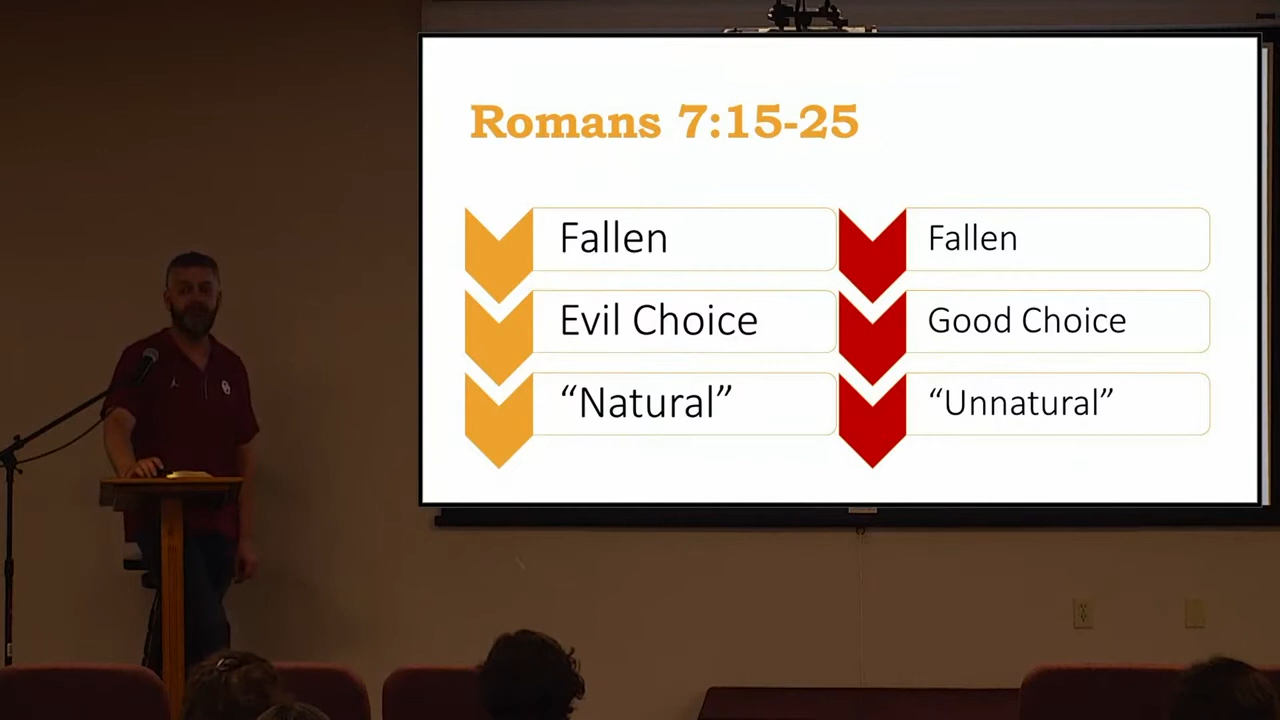 Romans 7:15-25
Fallen
Evil Choice
“Natural”
Fallen
Good Choice
“Unnatural”